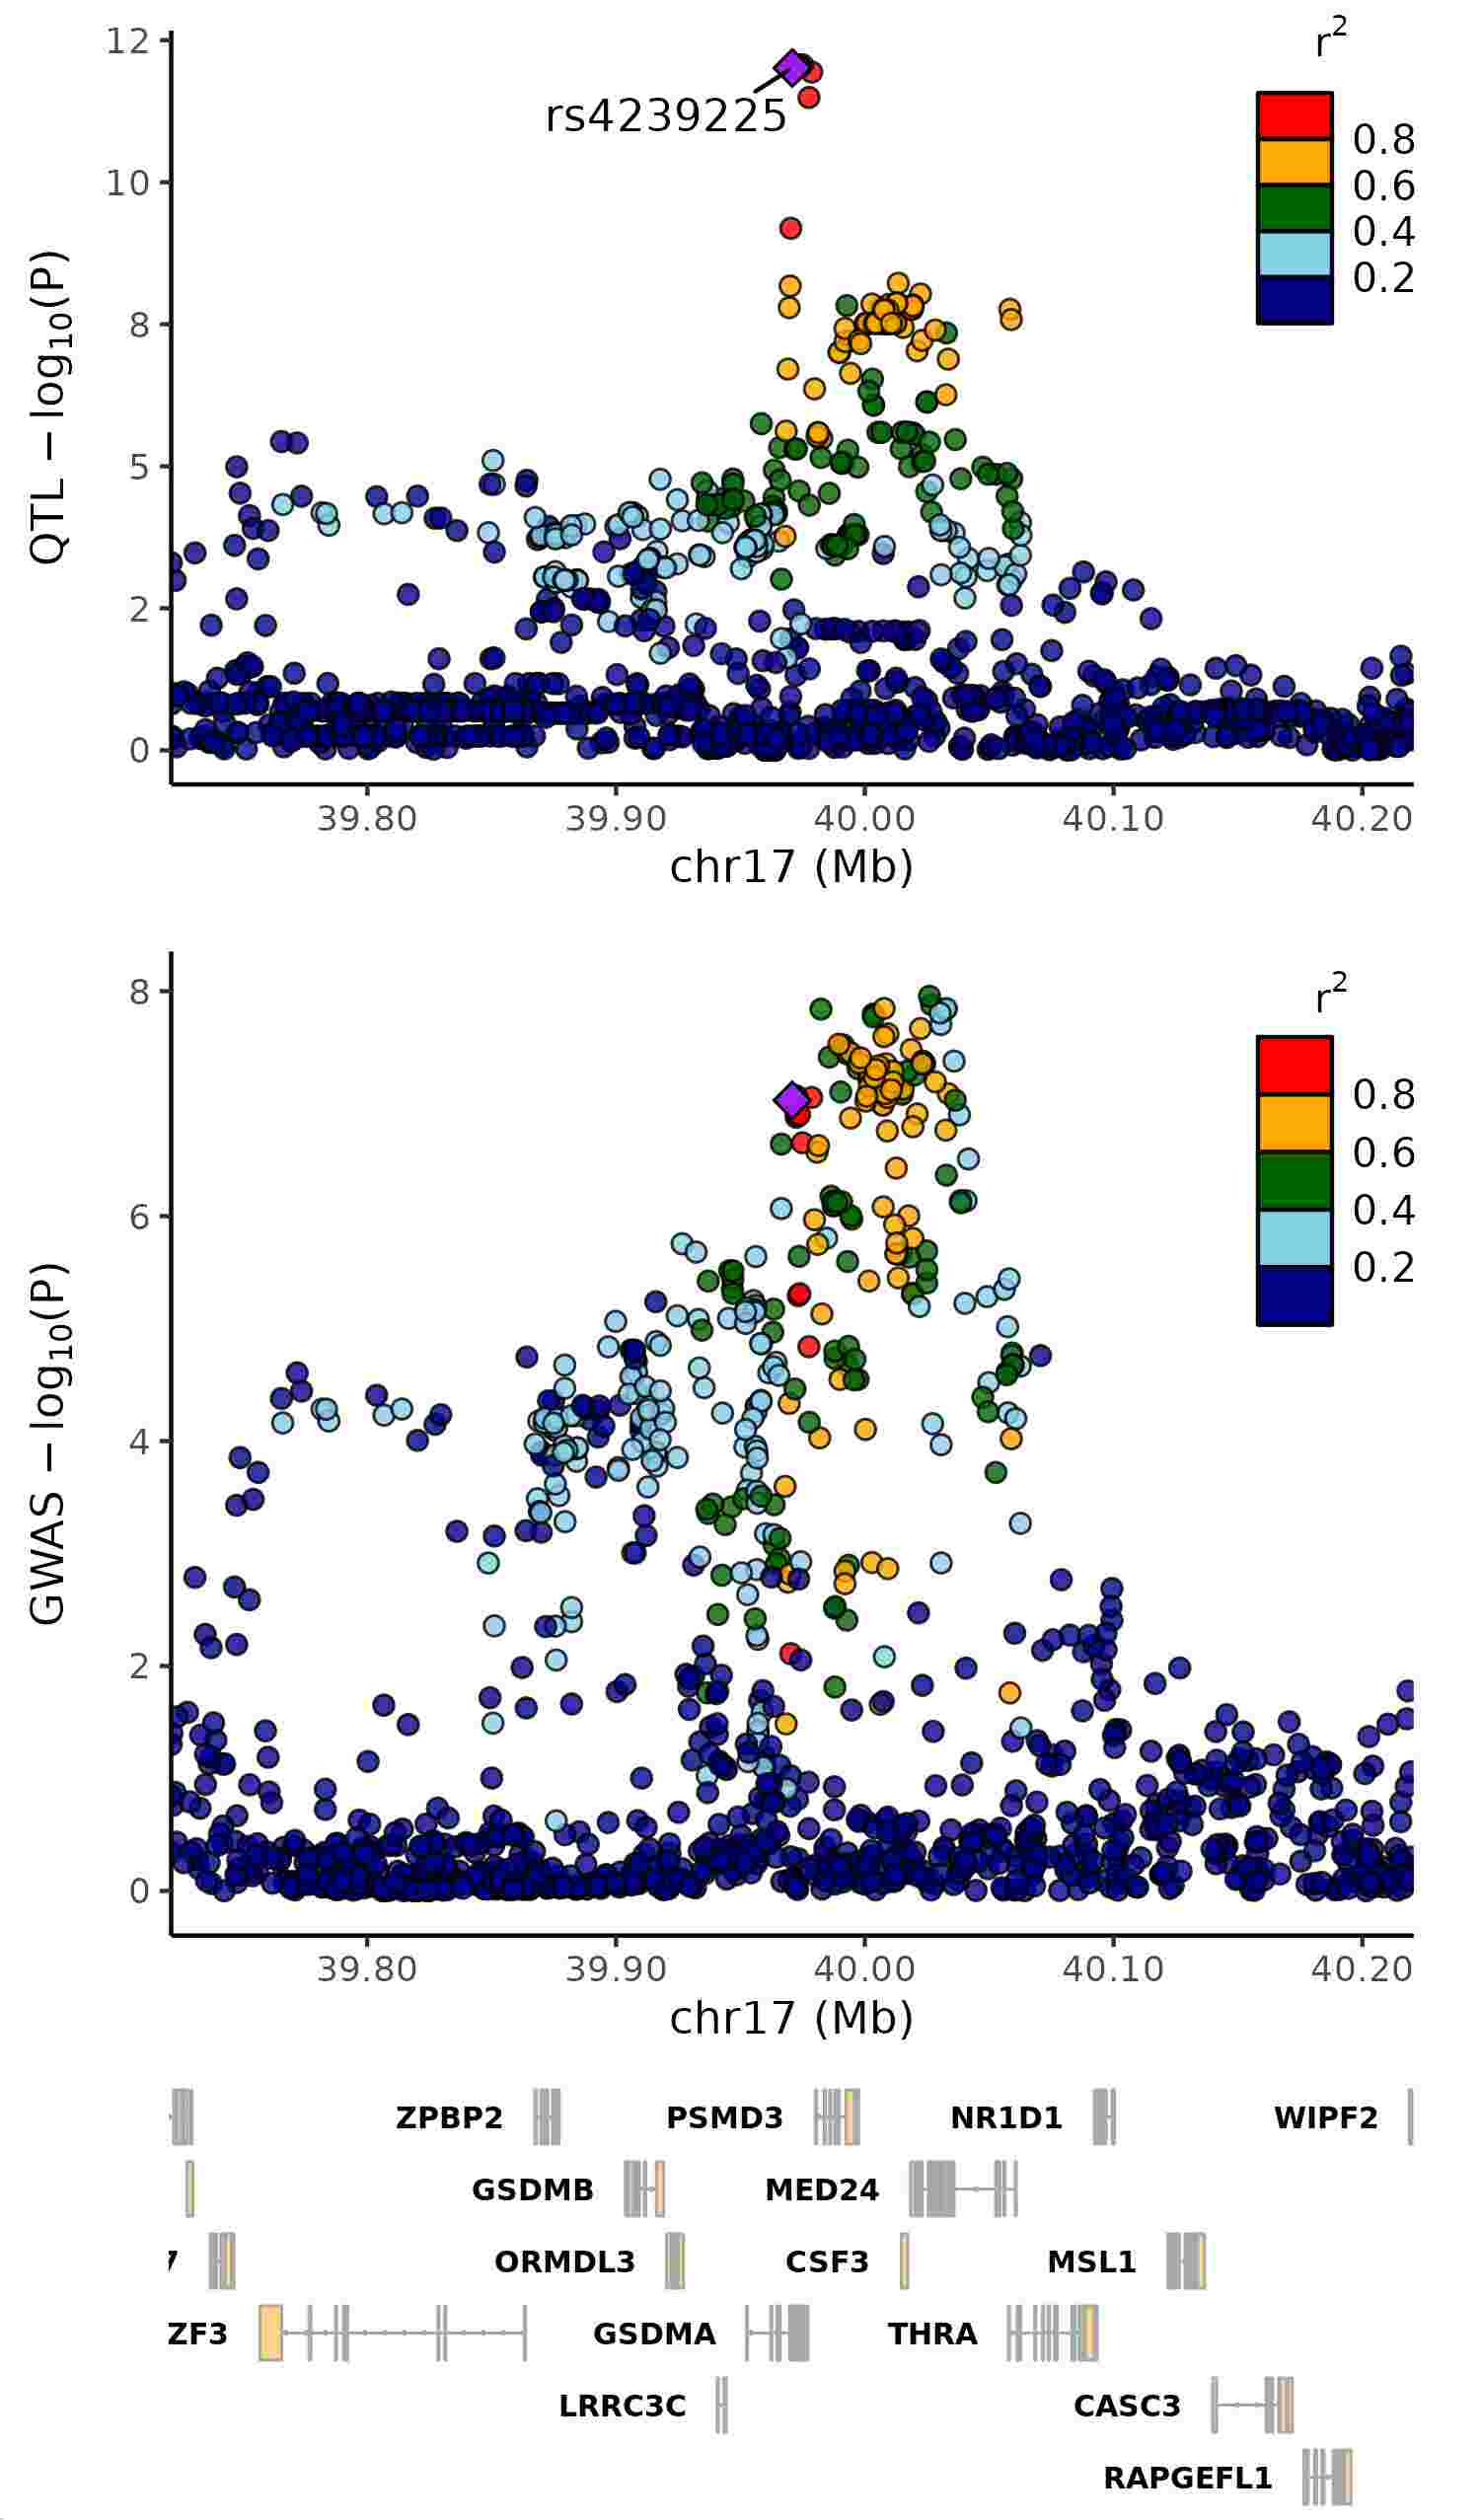 12
10
8
5
2
0
QTL − log10(P)
rs4239225
r2
0.8
0.6
0.4
0.2
39.80 39.90 40.00 40.10 40.20
chr17 (Mb)
8
6
4
2
0
GWAS − log10(P)
r2
0.8
0.6
0.4
0.2
39.80 39.90 40.00 40.10 40.20
chr17 (Mb)
ZPBP2 PSMD3 NR1D1 WIPF2
GSDMB MED24
7 ORMDL3 CSF3 MSL1
ZF3 GSDMA THRA
LRRC3C CASC3
RAPGEFL1